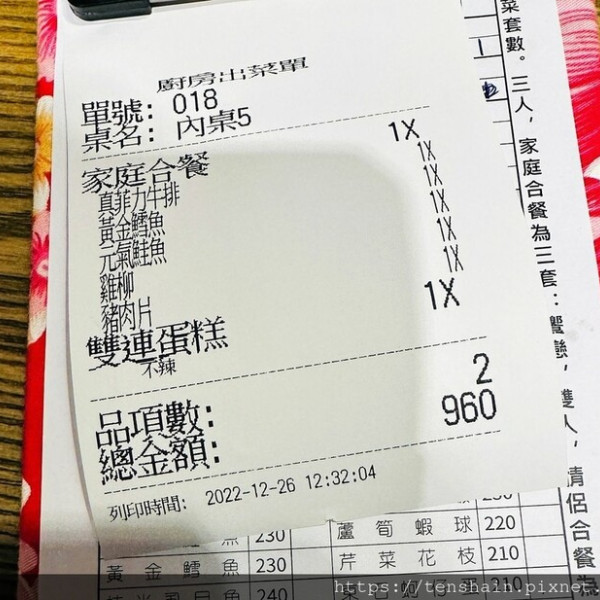 廚房出菜單
單號: 018
桌名: 內桌5
家庭合餐 1X
真菲力牛排 1X
黃金鱈魚 1X
元氣鮭魚 1X
雞柳 1X
豬肉片 1X
雙連蛋糕 1X
不辣
品項數: 2
總金額: 960
列印時間: 2022-12-26 12:32:04
菜套數。三人,家庭合餐為三套:
雙人,情侶合餐為
魚 230
黃金鱈魚 230
240
蘆筍蝦球 220
芹菜花枝 210
210
https://tenshain.pixnet